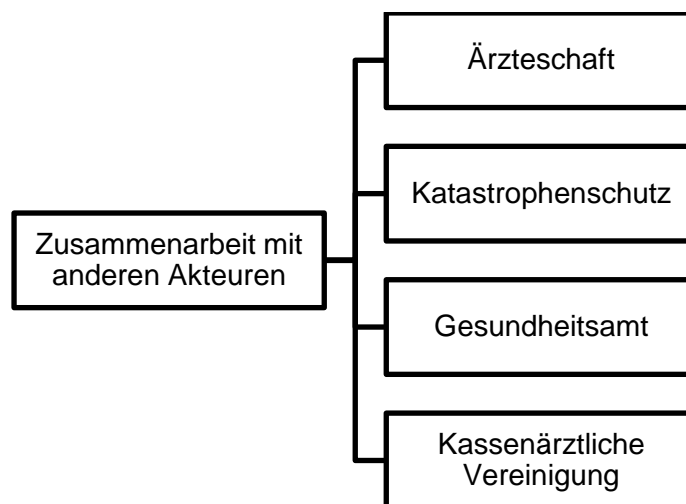 Ärzteschaft
Katastrophenschutz
Zusammenarbeit mit
anderen Akteuren
Gesundheitsamt
Kassenärztliche
Vereinigung